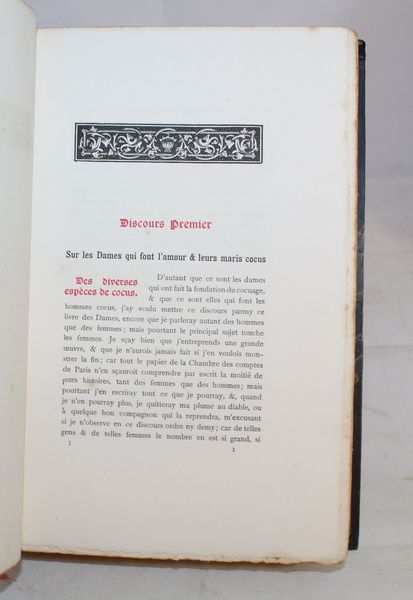 Discours Premier
Sur les Dames qui font l'amour & leurs maris cocus
Des diverses
espèces de cocus.
D'autant que ce sont les dames
qui ont fait la fondation du cocuage,
& que ce sont elles qui font les
hommes cocus, j'ay voulu mettre ce discours parmy ce
livre des Dames, encore que je parleray autant des hommes
que des femmes; mais pourtant le principal sujet touche
les femmes. Je sçay bien que j'entreprends une grande
œuvre, & que je n'aurois jamais fait si j'en voulois mon-
strer la fin; car tout le papier de la Chambre des comptes
de Paris n'en sçauroit comprendre par escrit la moitié de
leurs histoires, tant des femmes que des hommes; mais
pourtant j'en escriray tout ce que je pourray, &, quand
je n'en pourray plus, je quitteray ma plume au diable, ou
à quelque bon compagnon qui la reprendra, m'excusant
si je n'observe en ce discours ordre ny demy; car de telles
gens & de telles femmes le nombre en est si grand, si
1
1